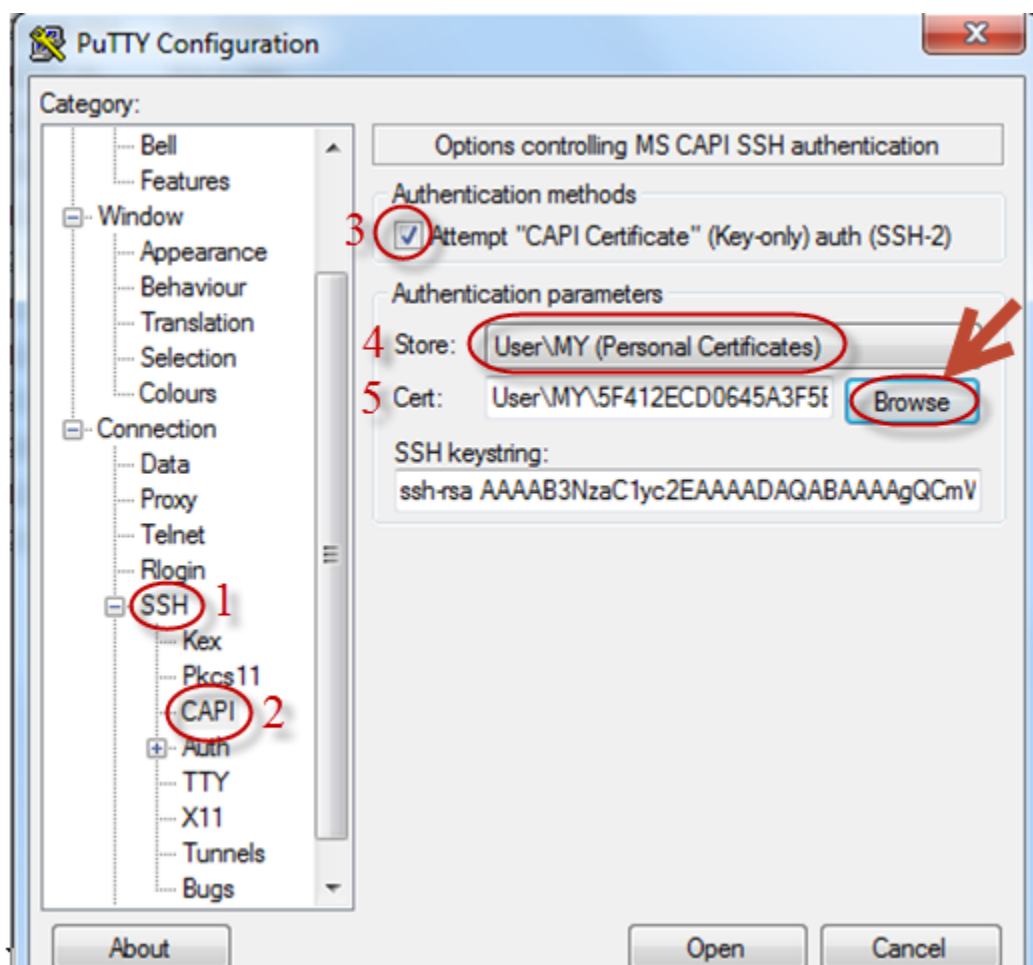 PuTTY Configuration
Category:
Bell
Features
Window
Appearance
Behaviour
Translation
Selection
Colours
Connection
Data
Proxy
Telnet
Rlogin
SSH 1
Kex
Pkcs11
CAPI 2
Auth
TTY
X11
Tunnels
Bugs
Options controlling MS CAPI SSH authentication
Authentication methods
3 Attempt "CAPI Certificate" (Key-only) auth (SSH-2)
Authentication parameters
4 Store: User\MY (Personal Certificates)
5 Cert: User\MY\5F412ECD0645A3F5E Browse
SSH keystring:
ssh-rsa AAAAB3NzaC1yc2EAAAADAQABAAAAgQCmV
About Open Cancel